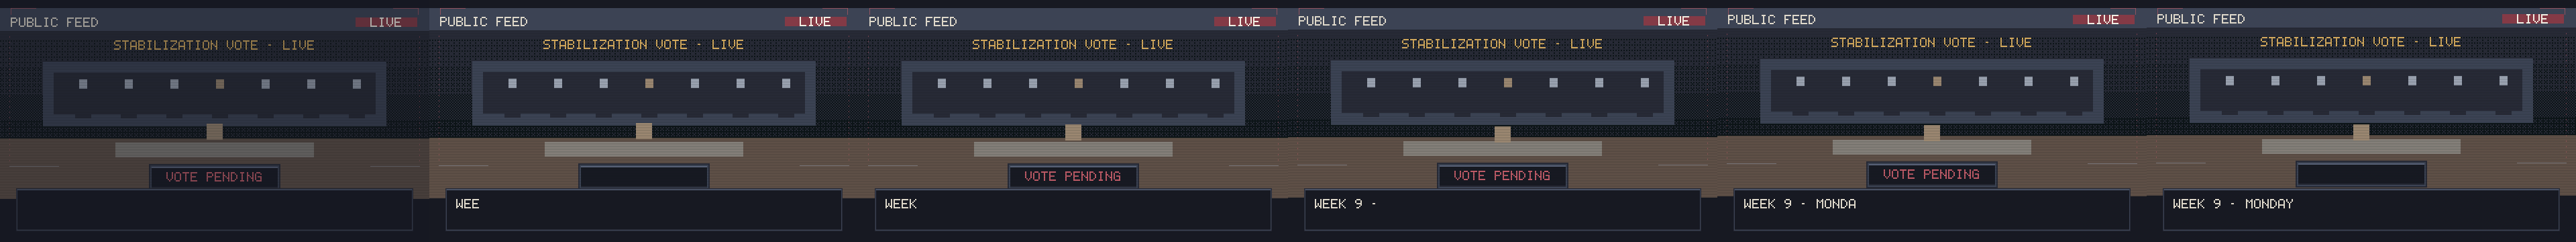 PUBLIC FEED LIVE
STABILIZATION VOTE - LIVE
VOTE PENDING
PUBLIC FEED LIVE
STABILIZATION VOTE - LIVE
WEE
PUBLIC FEED LIVE
STABILIZATION VOTE - LIVE
VOTE PENDING
WEEK
PUBLIC FEED LIVE
STABILIZATION VOTE - LIVE
VOTE PENDING
WEEK 9 -
PUBLIC FEED LIVE
STABILIZATION VOTE - LIVE
VOTE PENDING
WEEK 9 - MONDA
PUBLIC FEED LIVE
STABILIZATION VOTE - LIVE
WEEK 9 - MONDAY